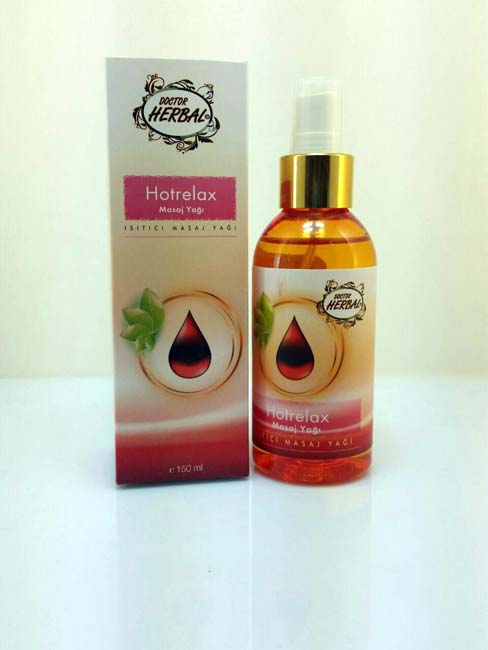 DOCTOR
HERBAL
Hotrelax
Masaj Yağı
ISITICI MASAJ YAĞI
e 150 ml
DOCTOR
HERBAL
Hotrelax
Masaj Yağı
ISITICI MASAJ YAĞI